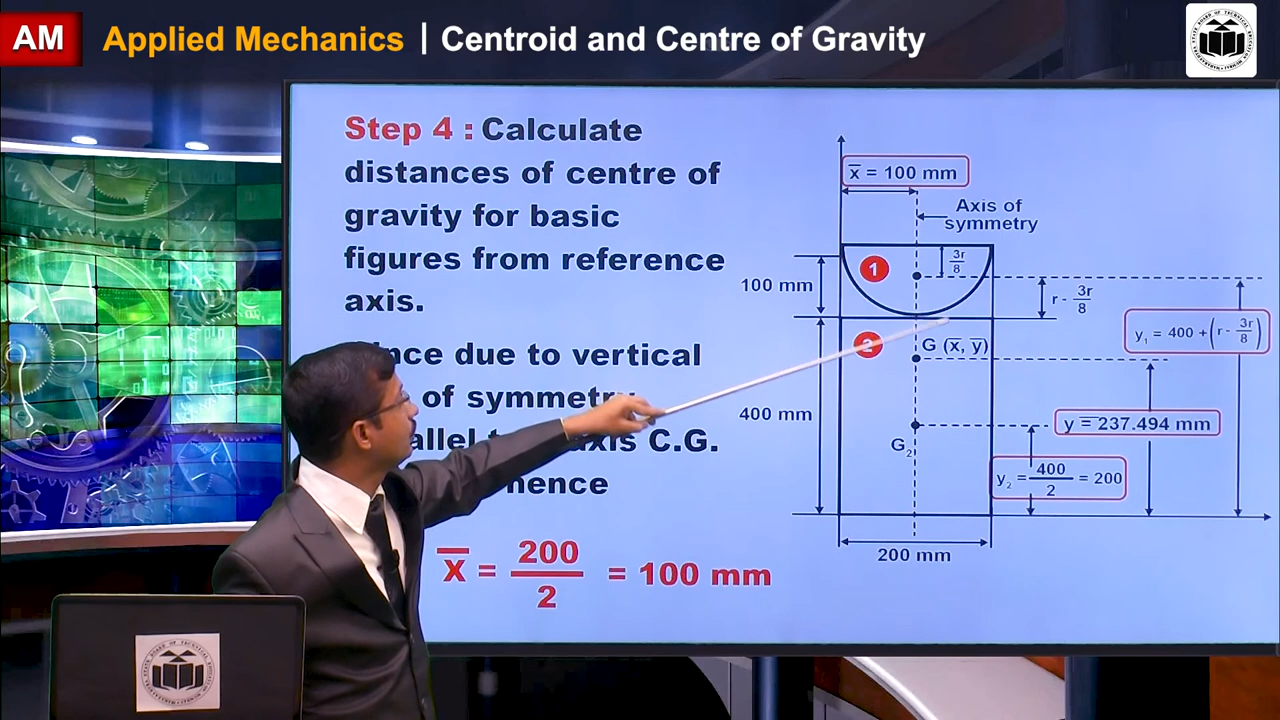 AM
Applied Mechanics | Centroid and Centre of Gravity
Step 4 : Calculate
distances of centre of
gravity for basic
figures from reference
axis.
due to vertical
of symmetry
axis C.G.
hence
x̅ = 200/2 = 100 mm
x̅ = 100 mm
Axis of
symmetry
1
3r/8
100 mm
r - 3r/8
y₁ = 400 + (r - 3r/8)
2
G (x̅, y̅)
400 mm
y̅ = 237.494 mm
G₂
y₂ = 400/2 = 200
200 mm